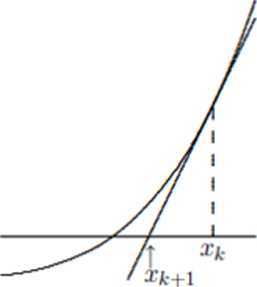 x_k
↑
x_{k+1}